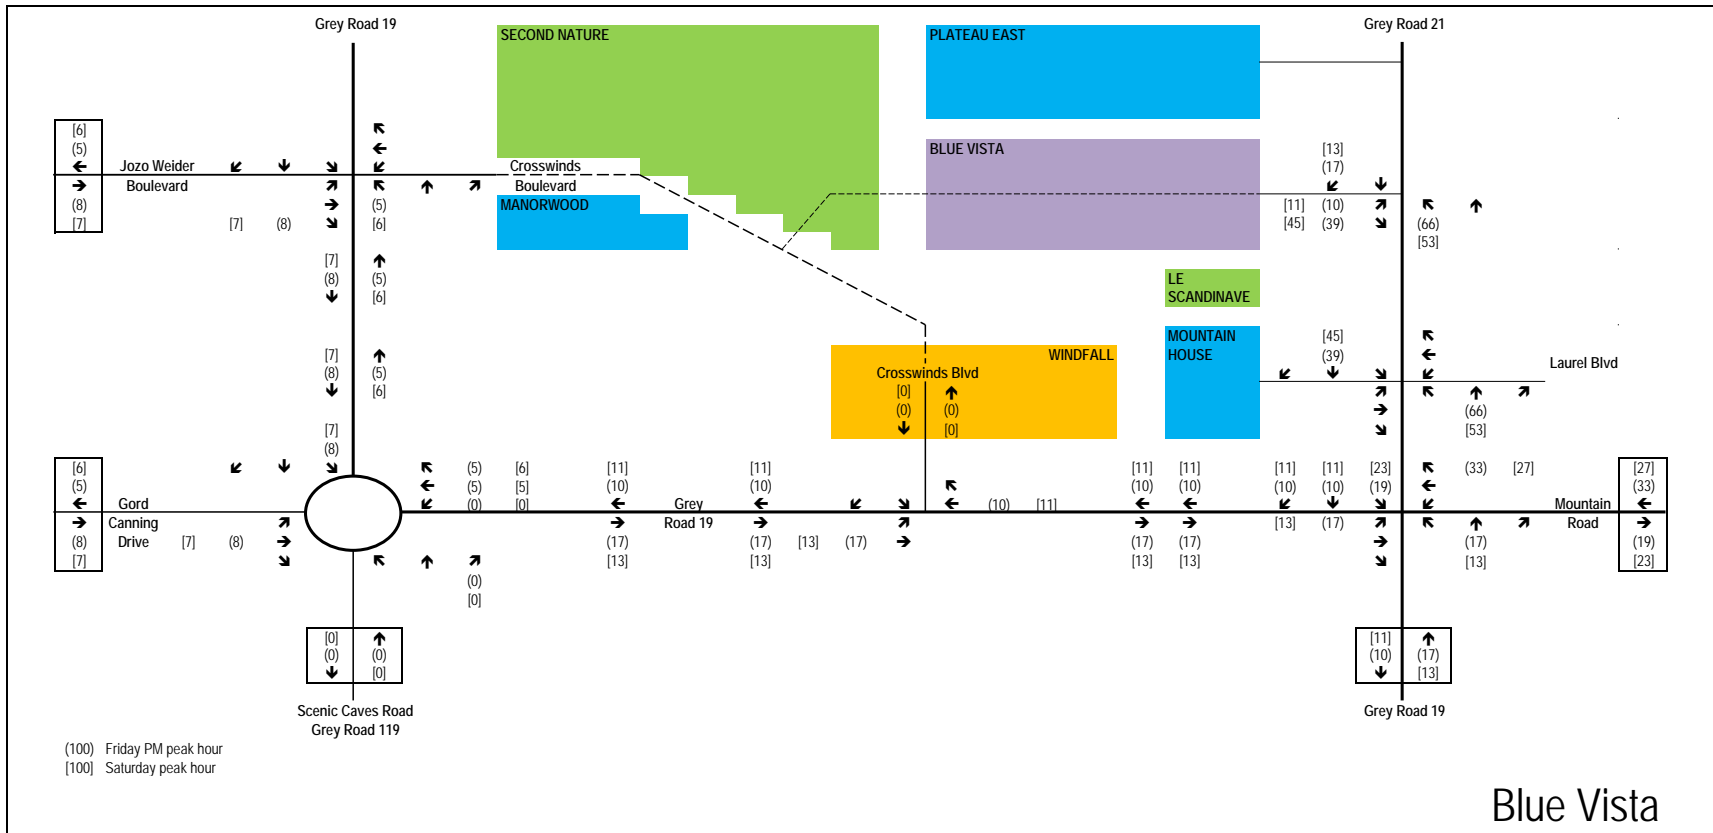 Grey Road 19
Grey Road 21
SECOND NATURE
PLATEAU EAST
[6]
(5)
Jozo Weider
Boulevard
(8)
[7]
[7] (8)
(5)
[6]
Crosswinds
Boulevard
MANORWOOD
BLUE VISTA
[13]
(17)
[11] (10)
[45] (39)
(66)
[53]
[7]
(8) (5)
[6]
LE
SCANDINAVE
[7]
(8) (5)
[6]
WINDFALL
Crosswinds Blvd
[0]
(0) (0)
[0]
MOUNTAIN
HOUSE
[45]
(39)
Laurel Blvd
(66)
[53]
[7]
(8)
[6]
(5)
Gord
Canning
Drive
(8)
[7]
[7] (8)
(5) [6]
(5) [5]
(0) [0]
(0)
[0]
[11]
(10)
(17)
[13]
Grey
Road 19
[11]
(10)
(17) [13] (17)
[13]
(10) [11]
[11] [11]
(10) (10)
(17) (17)
[13] [13]
[11] [11] [23]
(10) (10) (19)
[13] (17)
(33) [27]
(17)
[13]
[27]
(33)
Mountain
Road
(19)
[23]
[0]
(0) (0)
[0]
[11]
(10) (17)
[13]
Scenic Caves Road
Grey Road 119
Grey Road 19
(100) Friday PM peak hour
[100] Saturday peak hour
Blue Vista